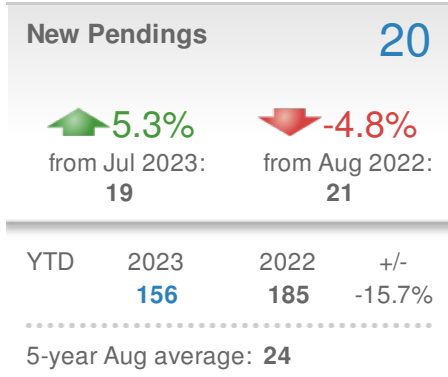 New Pendings 20
5.3% -4.8%
from Jul 2023: from Aug 2022:
19 21
YTD 2023 2022 +/-
156 185 -15.7%
5-year Aug average: 24